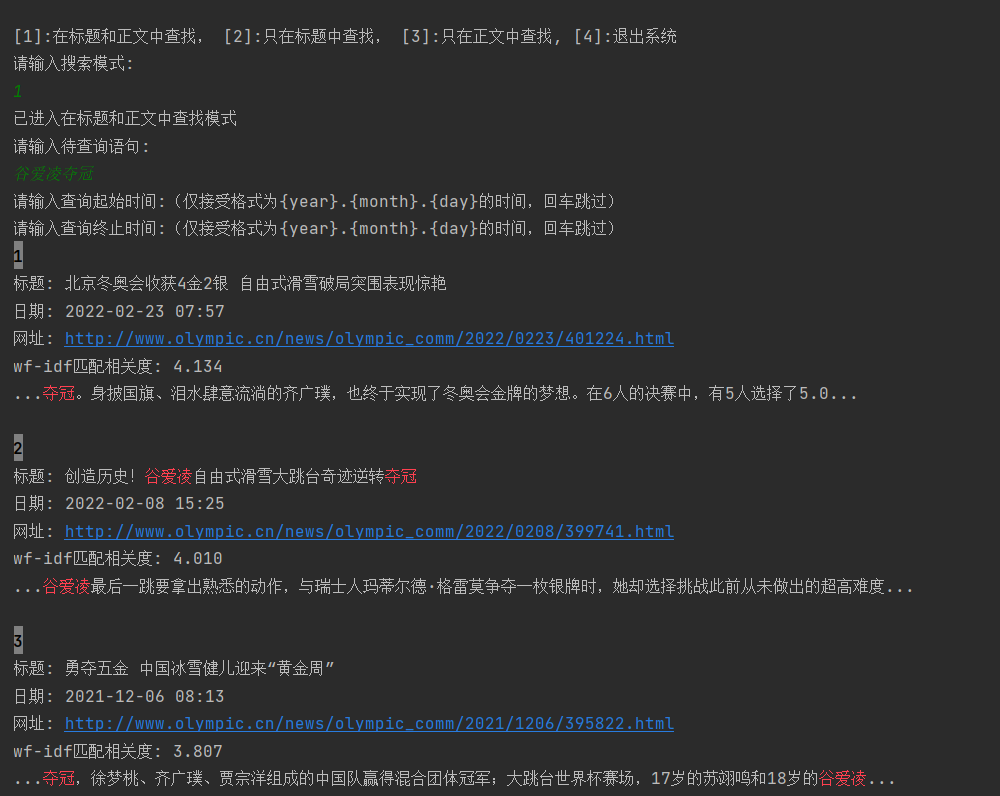 [1]:在标题和正文中查找, [2]:只在标题中查找, [3]:只在正文中查找, [4]:退出系统
请输入搜索模式:
1
已进入在标题和正文中查找模式
请输入待查询语句:
谷爱凌夺冠
请输入查询起始时间:（仅接受格式为{year}.{month}.{day}的时间，回车跳过）
请输入查询终止时间:（仅接受格式为{year}.{month}.{day}的时间，回车跳过）
1
标题: 北京冬奥会收获4金2银 自由式滑雪破局突围表现惊艳
日期: 2022-02-23 07:57
网址: http://www.olympic.cn/news/olympic_comm/2022/0223/401224.html
wf-idf匹配相关度: 4.134
...夺冠。身披国旗、泪水肆意流淌的齐广璞，也终于实现了冬奥会金牌的梦想。在6人的决赛中，有5人选择了5.0...
2
标题: 创造历史！谷爱凌自由式滑雪大跳台奇迹逆转夺冠
日期: 2022-02-08 15:25
网址: http://www.olympic.cn/news/olympic_comm/2022/0208/399741.html
wf-idf匹配相关度: 4.010
...谷爱凌最后一跳要拿出熟悉的动作，与瑞士人玛蒂尔德·格雷莫争夺一枚银牌时，她却选择挑战此前从未做出的超高难度...
3
标题: 勇夺五金 中国冰雪健儿迎来“黄金周”
日期: 2021-12-06 08:13
网址: http://www.olympic.cn/news/olympic_comm/2021/1206/395822.html
wf-idf匹配相关度: 3.807
...夺冠，徐梦桃、齐广璞、贾宗洋组成的中国队赢得混合团体冠军；大跳台世界杯赛场，17岁的苏翊鸣和18岁的谷爱凌...